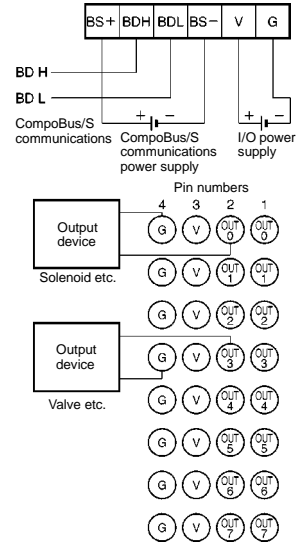 BS+ BDH BDL BS− V G
BD H
BD L
+ −
+ −
CompoBus/S
communications
CompoBus/S
communications
power supply
I/O power
supply
Pin numbers
4 3 2 1
Output
device
G V OUT 0 OUT 0
Solenoid etc.
G V OUT 1 OUT 1
G V OUT 2 OUT 2
Output
device
G V OUT 3 OUT 3
Valve etc.
G V OUT 4 OUT 4
G V OUT 5 OUT 5
G V OUT 6 OUT 6
G V OUT 7 OUT 7